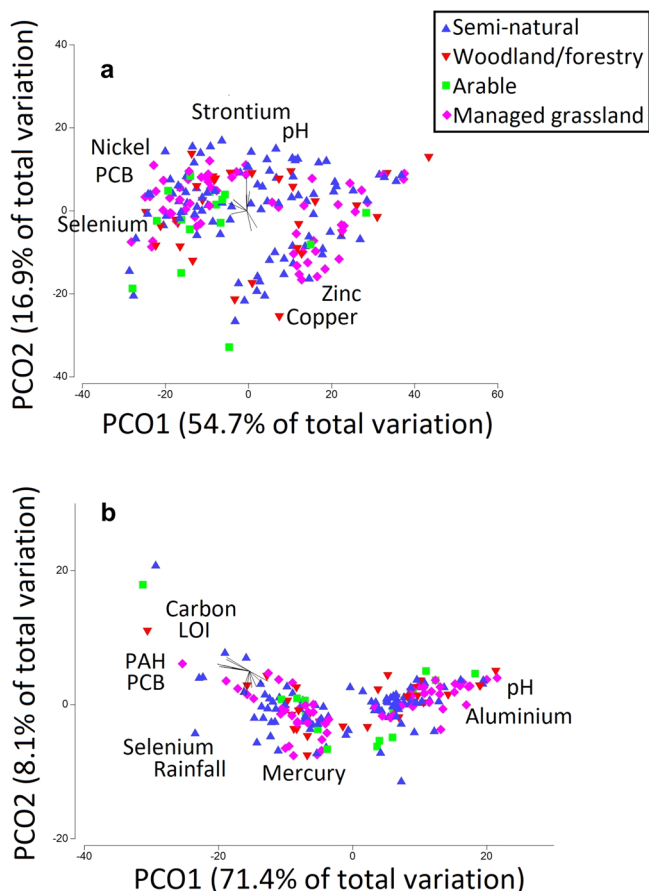 Semi-natural
Woodland/forestry
Arable
Managed grassland
a
40
20
0
-20
-40
-40
-20
0
20
40
60
Strontium
pH
Nickel
PCB
Selenium
Zinc
Copper
PCO2 (16.9% of total variation)
PCO1 (54.7% of total variation)
b
20
0
-20
-40
-20
0
20
Carbon
LOI
PAH
PCB
pH
Aluminium
Selenium
Rainfall
Mercury
PCO2 (8.1% of total variation)
PCO1 (71.4% of total variation)